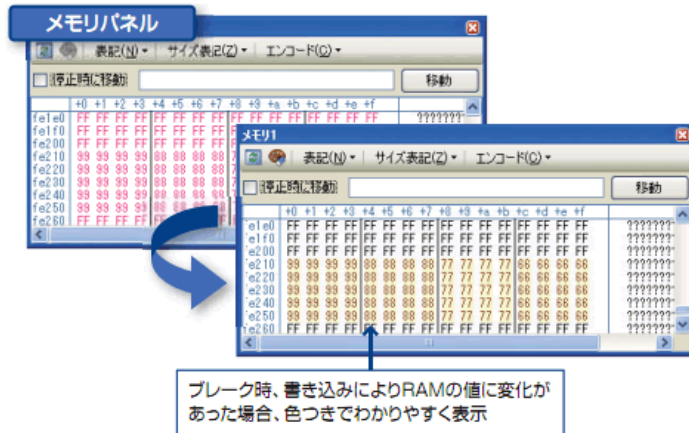 メモリパネル
表記(N)▾ サイズ表記(Z)▾ エンコード(O)▾
停止時に移動 移動
+0 +1 +2 +3 +4 +5 +6 +7 +8 +9 +a +b +c +d +e +f
fe1e0 FF FF FF FF FF FF FF FF FF FF FF FF FF FF FF FF ???????
fe1f0 FF FF FF FF FF FF FF FF
fe200 FF FF FF FF FF FF FF FF
fe210 99 99 99 99 88 88 88 88
fe220 99 99 99 99 88 88 88 88
fe230 99 99 99 99 88 88 88 88
fe240 99 99 99 99 88 88 88 88
fe250 99 99 99 99 88 88 88
fe260 FF FF FF FF FF FF FF
メモリ1
表記(N)▾ サイズ表記(Z)▾ エンコード(O)▾
停止時に移動 移動
+0 +1 +2 +3 +4 +5 +6 +7 +8 +9 +a +b +c +d +e +f
fe1e0 FF FF FF FF FF FF FF FF FF FF FF FF FF FF FF FF ???????
fe1f0 FF FF FF FF FF FF FF FF FF FF FF FF FF FF FF FF ???????
fe200 FF FF FF FF FF FF FF FF FF FF FF FF FF FF FF FF ???????
fe210 99 99 99 99 88 88 88 88 77 77 77 77 66 66 66 66 ???????
fe220 99 99 99 99 88 88 88 88 77 77 77 77 66 66 66 66 ???????
fe230 99 99 99 99 88 88 88 88 77 77 77 77 66 66 66 66 ???????
fe240 99 99 99 99 88 88 88 88 77 77 77 77 66 66 66 66 ???????
fe250 99 99 99 99 88 88 88 88 77 77 77 77 66 66 66 66 ???????
fe260 FF FF FF FF FF FF FF FF FF FF FF FF FF FF FF FF ???????
ブレーク時、書き込みによりRAMの値に変化が
あった場合、色つきでわかりやすく表示